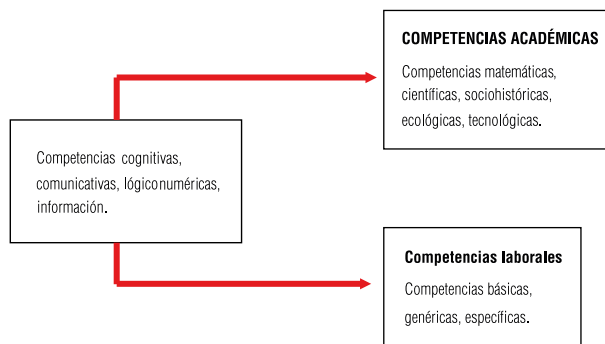 COMPETENCIAS ACADÉMICAS
Competencias matemáticas,
científicas, sociohistóricas,
ecológicas, tecnológicas.
Competencias cognitivas,
comunicativas, lógiconuméricas,
información.
Competencias laborales
Competencias básicas,
genéricas, específicas.